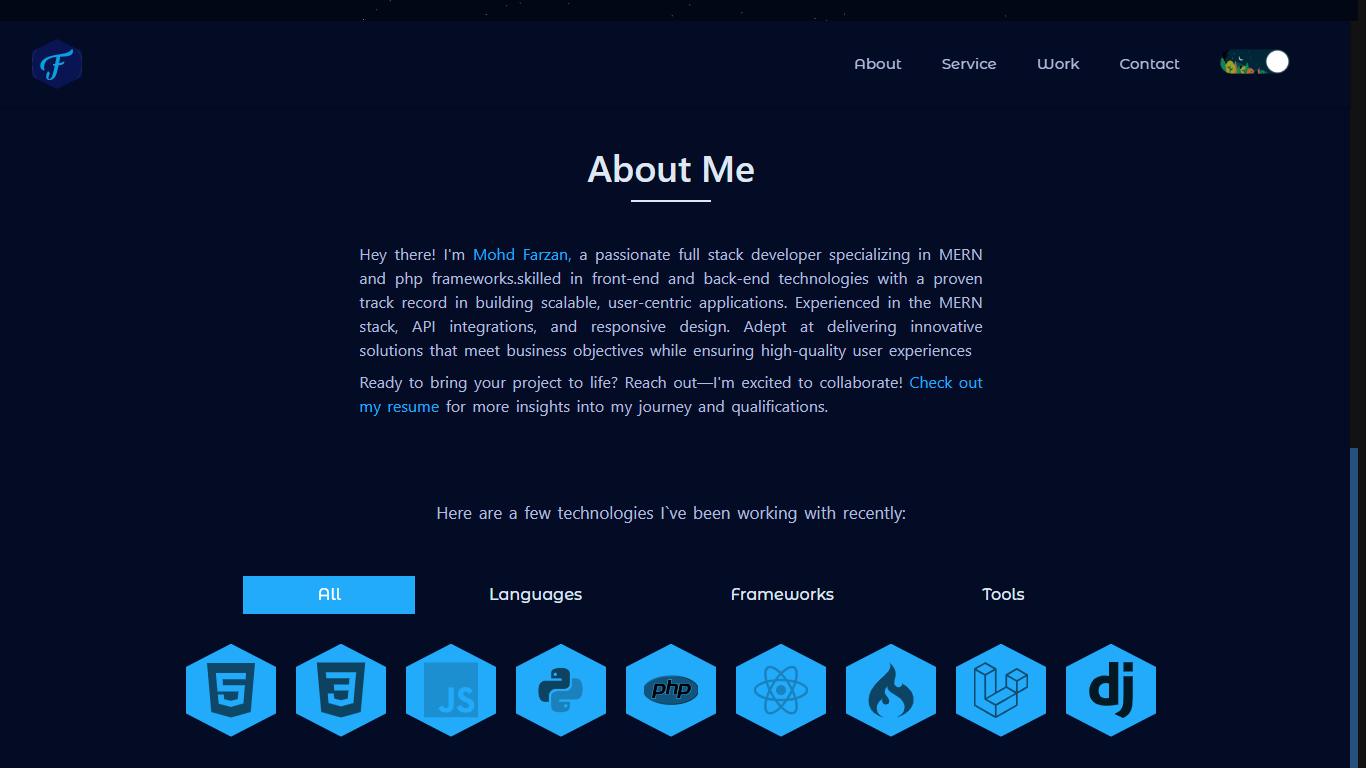 F
About Service Work Contact
About Me
Hey there! I'm Mohd Farzan, a passionate full stack developer specializing in MERN
and php frameworks.skilled in front-end and back-end technologies with a proven
track record in building scalable, user-centric applications. Experienced in the MERN
stack, API integrations, and responsive design. Adept at delivering innovative
solutions that meet business objectives while ensuring high-quality user experiences
Ready to bring your project to life? Reach out—I'm excited to collaborate! Check out
my resume for more insights into my journey and qualifications.
Here are a few technologies I`ve been working with recently:
All Languages Frameworks Tools
5 3 JS php dj